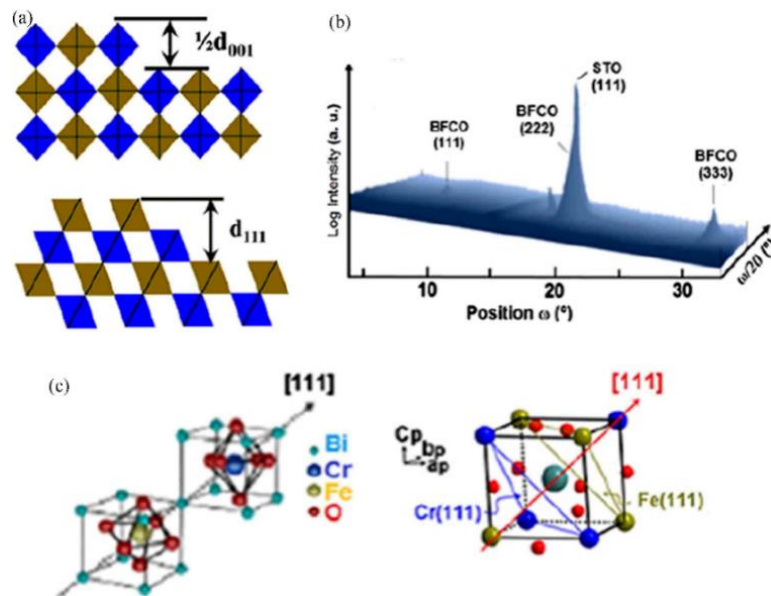 (a)
½d001
d111
(b)
Log Intensity (a. u.)
BFCO
(111)
BFCO
(222)
STO
(111)
BFCO
(333)
10
20
30
Position ω (°)
ω/2θ (°)
(c)
[111]
Bi
Cr
Fe
O
[111]
Cp
bp
ap
Cr(111)
Fe(111)